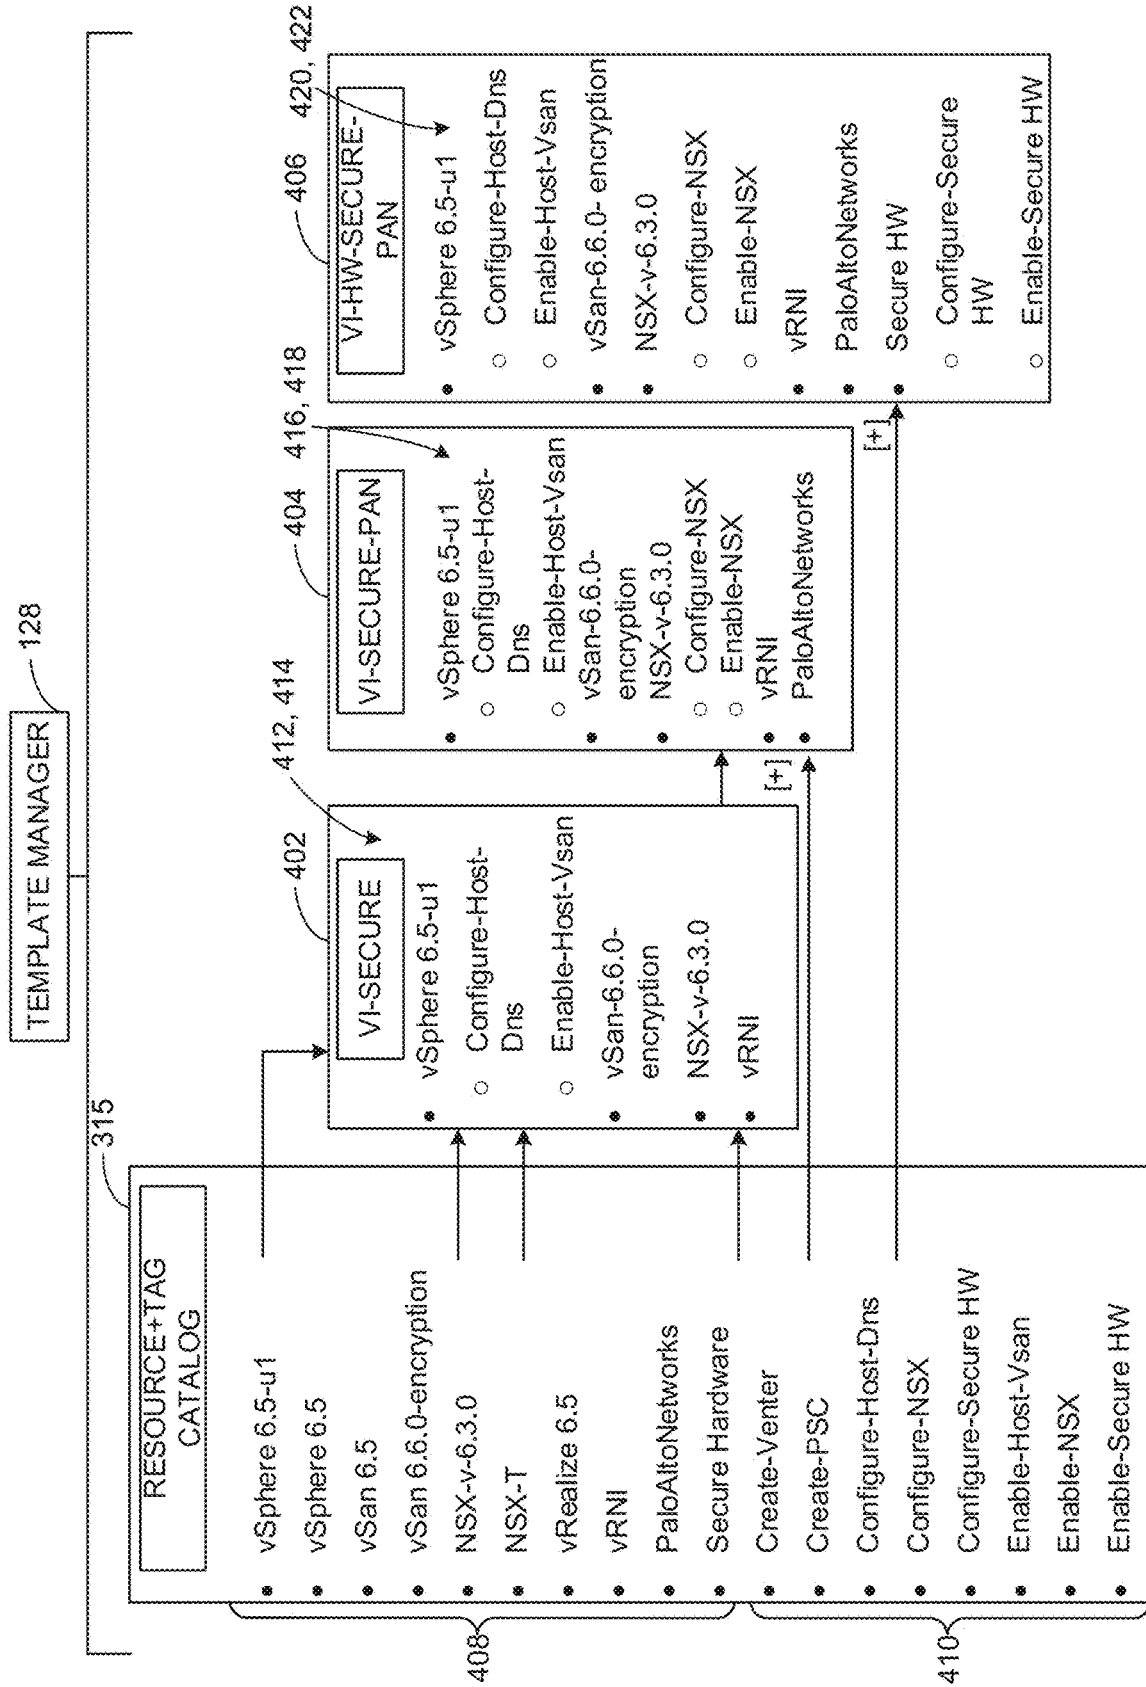 TEMPLATE MANAGER
128
315
RESOURCE+TAG
CATALOG
• vSphere 6.5-u1
• vSphere 6.5
• vSan 6.5
• vSan 6.6.0-encryption
• NSX-v-6.3.0
• NSX-T
• vRealize 6.5
• vRNI
• PaloAltoNetworks
• Secure Hardware
• Create-Venter
• Create-PSC
• Configure-Host-Dns
• Configure-NSX
• Configure-Secure HW
• Enable-Host-Vsan
• Enable-NSX
• Enable-Secure HW
408
410
402
VI-SECURE
412, 414
• vSphere 6.5-u1
○ Configure-Host-
Dns
○ Enable-Host-Vsan
• vSan-6.6.0-
encryption
• NSX-v-6.3.0
• vRNI
[+]
404
VI-SECURE-PAN
416, 418
• vSphere 6.5-u1
○ Configure-Host-
Dns
○ Enable-Host-Vsan
• vSan-6.6.0-
encryption
• NSX-v-6.3.0
○ Configure-NSX
○ Enable-NSX
• vRNI
• PaloAltoNetworks
[+]
406
VI-HW-SECURE-
PAN
420, 422
• vSphere 6.5-u1
○ Configure-Host-Dns
○ Enable-Host-Vsan
• vSan-6.6.0- encryption
• NSX-v-6.3.0
○ Configure-NSX
○ Enable-NSX
• vRNI
• PaloAltoNetworks
• Secure HW
○ Configure-Secure
HW
○ Enable-Secure HW